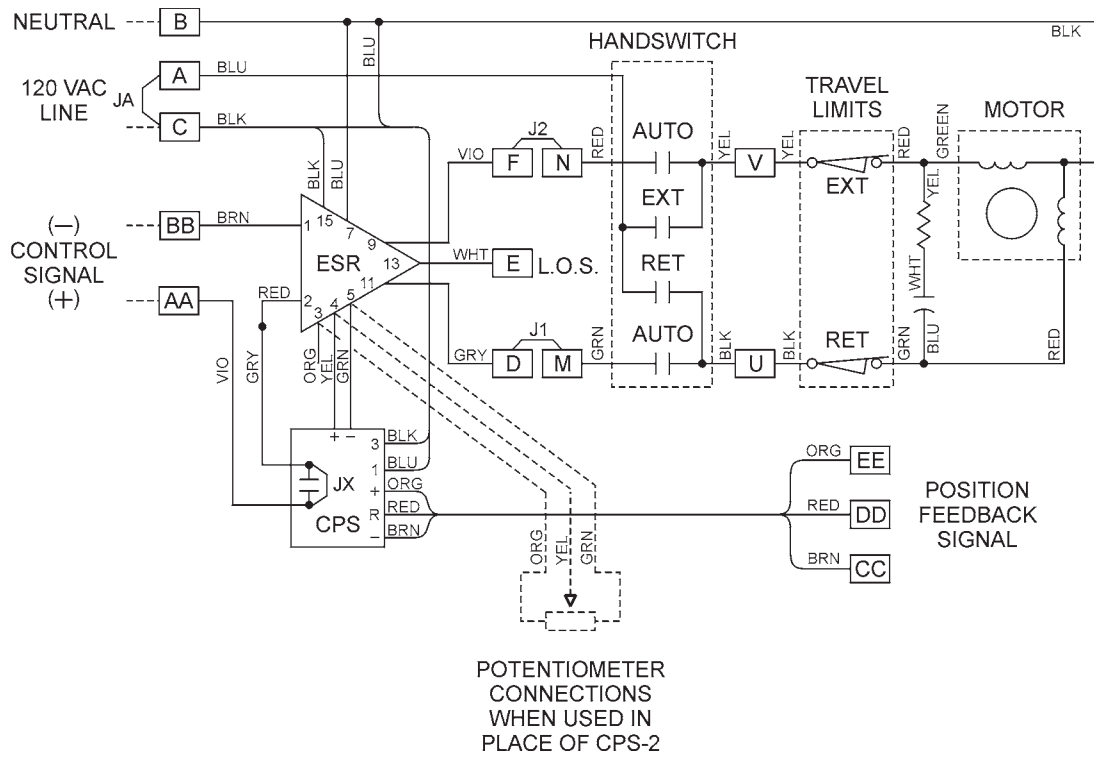 NEUTRAL
B
BLU
BLK
HANDSWITCH
120 VAC
LINE
JA
A
BLU
C
BLK
TRAVEL
LIMITS
MOTOR
BLK
BLU
VIO
J2
F
N
RED
AUTO
YEL
V
YEL
EXT
RED
GREEN
YEL
(—)
CONTROL
SIGNAL
(+)
BB
BRN
1
15
7
9
ESR
13
11
2
3
4
5
WHT
E
L.O.S.
EXT
RET
WHT
AA
RED
VIO
GRY
ORG
YEL
GRN
GRY
J1
D
M
GRN
AUTO
BLK
U
BLK
RET
GRN
BLU
RED
+ −
3
BLK
1
BLU
+
ORG
R
RED
−
BRN
JX
CPS
ORG
YEL
GRN
ORG
EE
RED
DD
BRN
CC
POSITION
FEEDBACK
SIGNAL
POTENTIOMETER
CONNECTIONS
WHEN USED IN
PLACE OF CPS-2